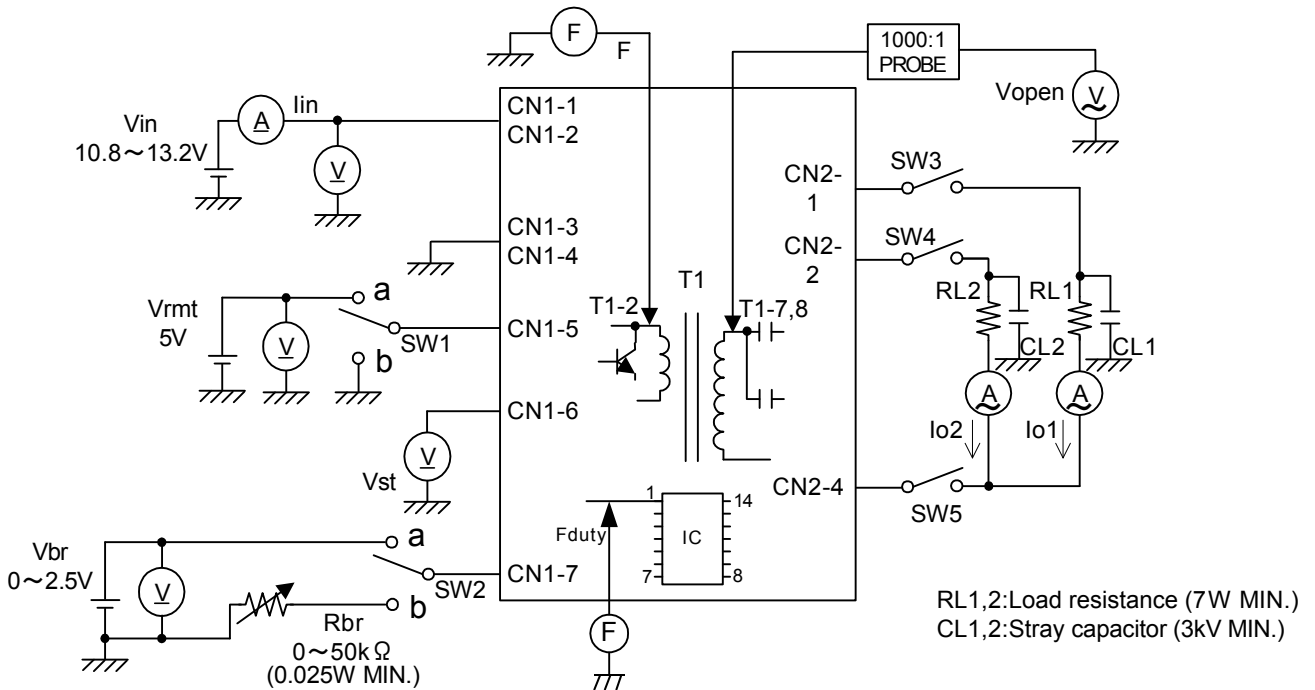 F
F
1000:1
PROBE
Vopen
V
Vin
10.8～13.2V
A
Iin
V
CN1-1
CN1-2
CN1-3
CN1-4
CN1-5
CN1-6
CN1-7
CN2-
1
CN2-
2
CN2-4
SW3
SW4
SW5
T1
T1-2
T1-7,8
RL2
RL1
CL2
CL1
A
A
Io2
Io1
Vrmt
5V
V
a
b
SW1
V
Vst
Vbr
0～2.5V
V
a
b
SW2
Rbr
0～50kΩ
(0.025W MIN.)
Fduty
1
14
IC
7
8
F
RL1,2:Load resistance (7W MIN.)
CL1,2:Stray capacitor (3kV MIN.)